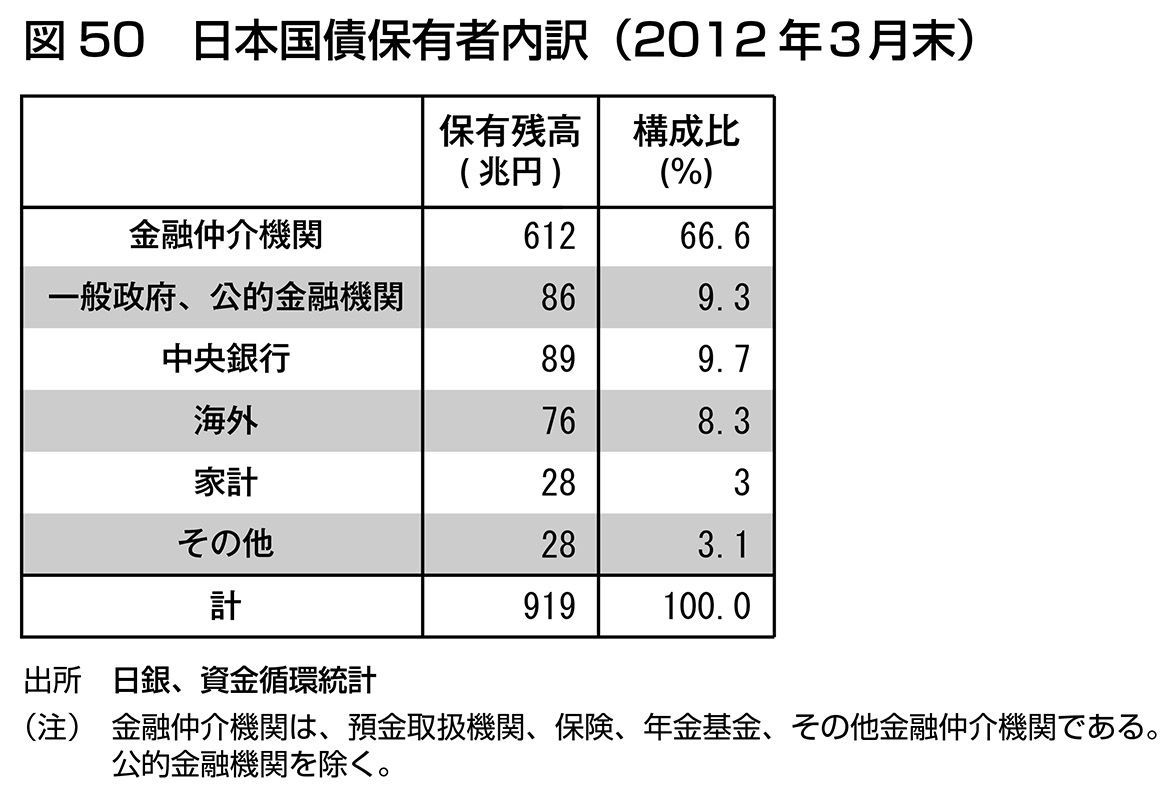 図50 日本国債保有者内訳（2012年3月末）
保有残高 構成比
(兆円) (%)
金融仲介機関 612 66.6
一般政府、公的金融機関 86 9.3
中央銀行 89 9.7
海外 76 8.3
家計 28 3
その他 28 3.1
計 919 100.0
出所 日銀、資金循環統計
（注） 金融仲介機関は、預金取扱機関、保険、年金基金、その他金融仲介機関である。
公的金融機関を除く。